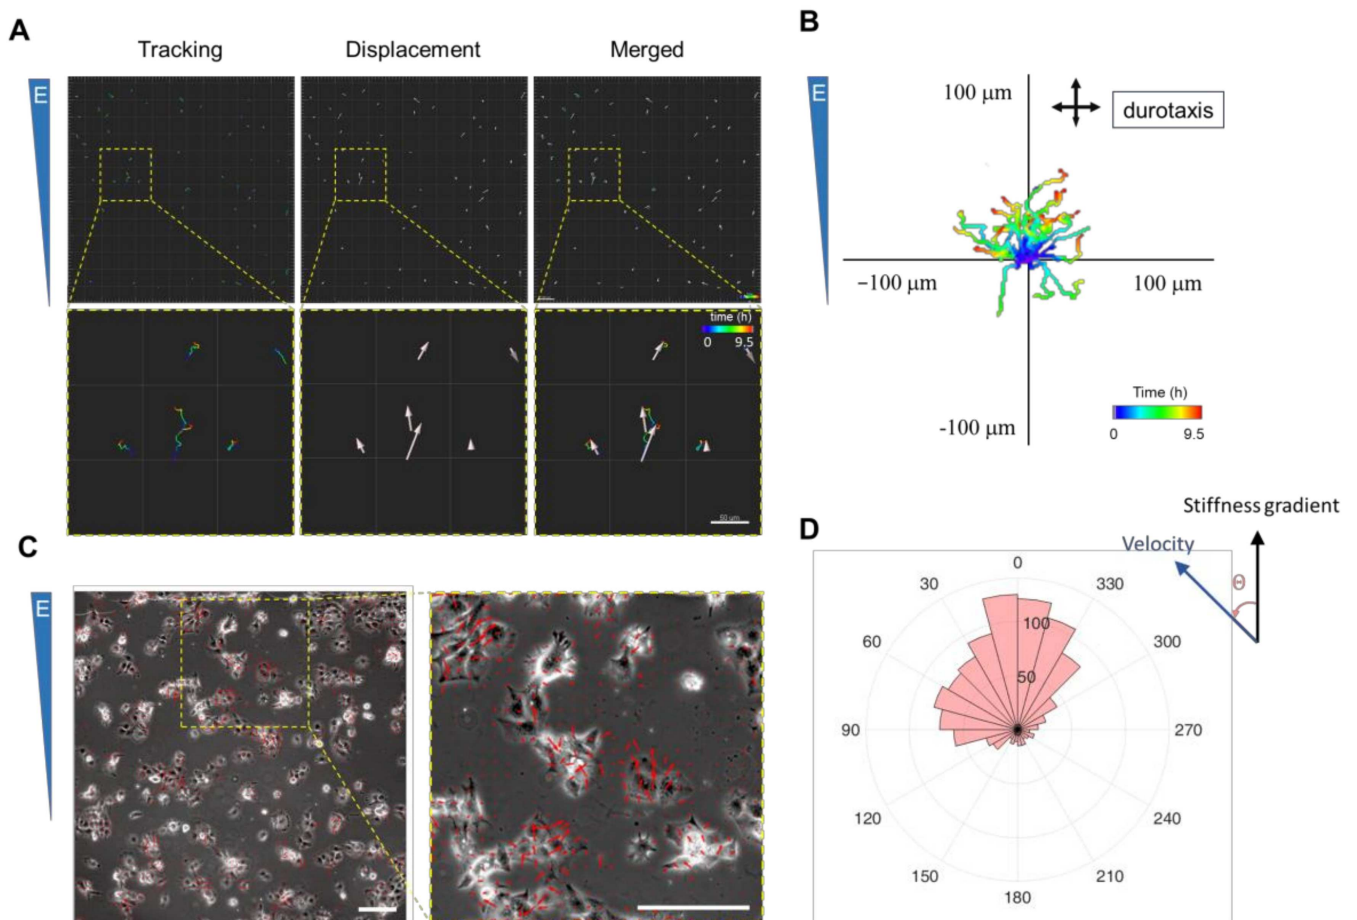 A
Tracking
Displacement
Merged
E
time (h)
0 9.5
50 um
B
E
100 μm
durotaxis
−100 μm
100 μm
-100 μm
Time (h)
0 9.5
C
E
D
Stiffness gradient
Velocity
Θ
0
30
330
60
300
100
50
90
270
120
240
150
210
180